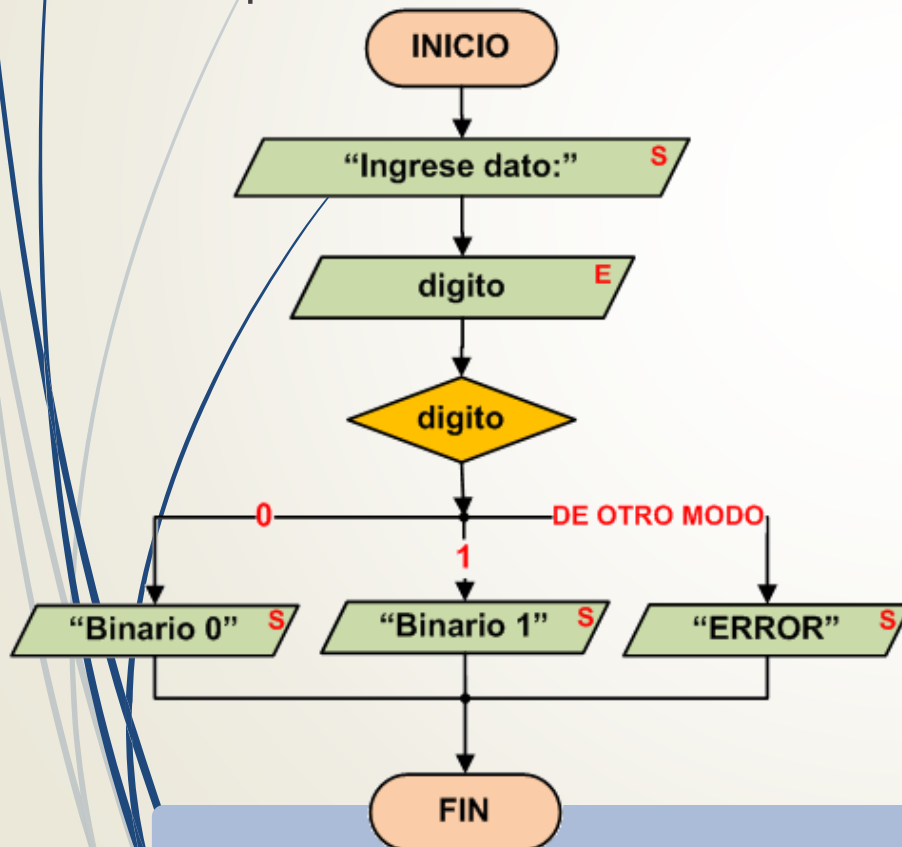 INICIO
“Ingrese dato:” S
digito E
digito
0
DE OTRO MODO
1
“Binario 0” S
“Binario 1” S
“ERROR” S
FIN